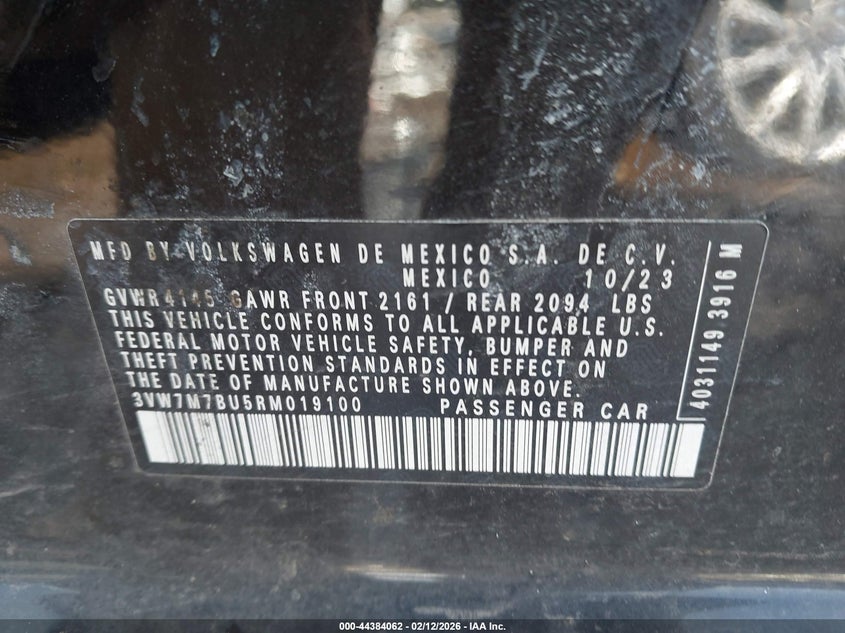 MFD BY VOLKSWAGEN DE MEXICO S.A. DE C.V.
MEXICO 10/23
GVWR 4145 GAWR FRONT 2161 / REAR 2094 LBS
THIS VEHICLE CONFORMS TO ALL APPLICABLE U.S.
FEDERAL MOTOR VEHICLE SAFETY, BUMPER AND
THEFT PREVENTION STANDARDS IN EFFECT ON
THE DATE OF MANUFACTURE SHOWN ABOVE.
3VW7M7BU5RM019100 PASSENGER CAR
4031149 3916 M
000-44384062 - 02/12/2026 - IAA Inc.